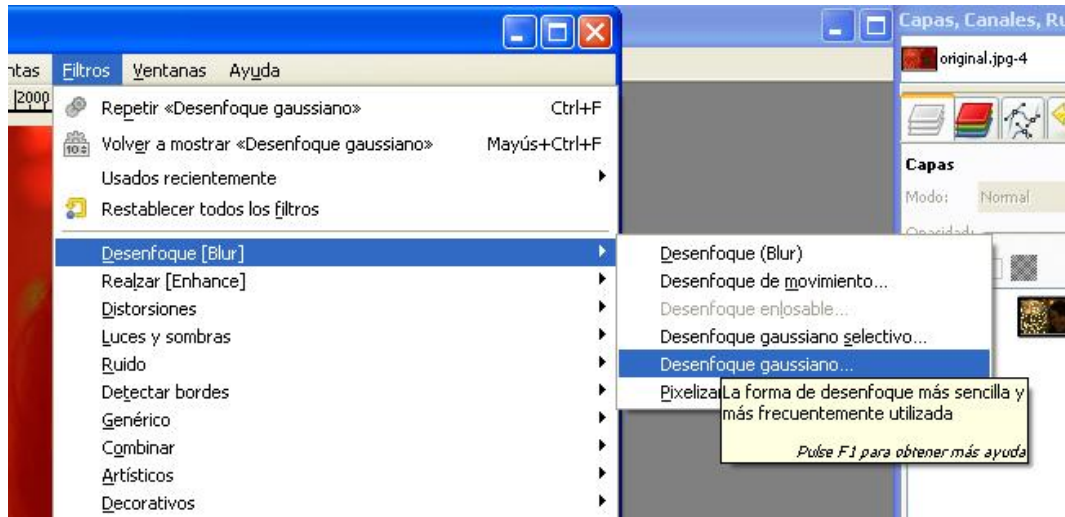 Capas, Canales, Ru
original.jpg-4
ntas Filtros Ventanas Ayuda
2000
Repetir «Desenfoque gaussiano» Ctrl+F
Volver a mostrar «Desenfoque gaussiano» Mayús+Ctrl+F
Usados recientemente
Restablecer todos los filtros
Desenfoque [Blur]
Realzar [Enhance]
Distorsiones
Luces y sombras
Ruido
Detectar bordes
Genérico
Combinar
Artísticos
Decorativos
Desenfoque (Blur)
Desenfoque de movimiento...
Desenfoque enlosable...
Desenfoque gaussiano selectivo...
Desenfoque gaussiano...
Pixeliza
La forma de desenfoque más sencilla y
más frecuentemente utilizada
Pulse F1 para obtener más ayuda
Capas
Modo: Normal
Opacidad: